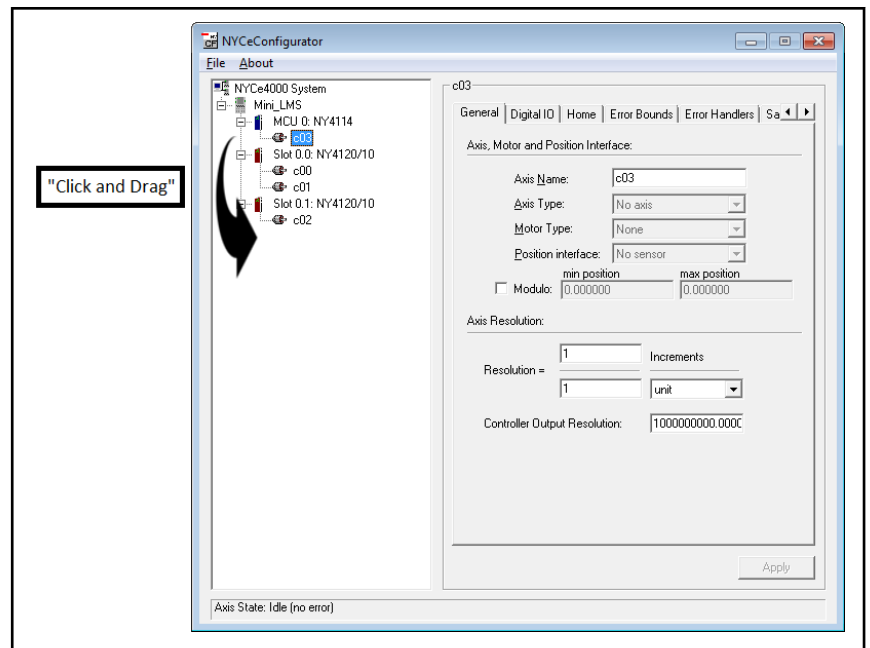 NYCeConfigurator
File About
NYCe4000 System
Mini_LMS
MCU 0: NY4114
c03
Slot 0.0: NY4120/10
c00
c01
Slot 0.1: NY4120/10
c02
"Click and Drag"
c03
General Digital IO Home Error Bounds Error Handlers Sa
Axis, Motor and Position Interface:
Axis Name: c03
Axis Type: No axis
Motor Type: None
Position interface: No sensor
min position max position
Modulo: 0.000000 0.000000
Axis Resolution:
1 Increments
Resolution =
1 unit
Controller Output Resolution: 1000000000.000C
Apply
Axis State: Idle (no error)